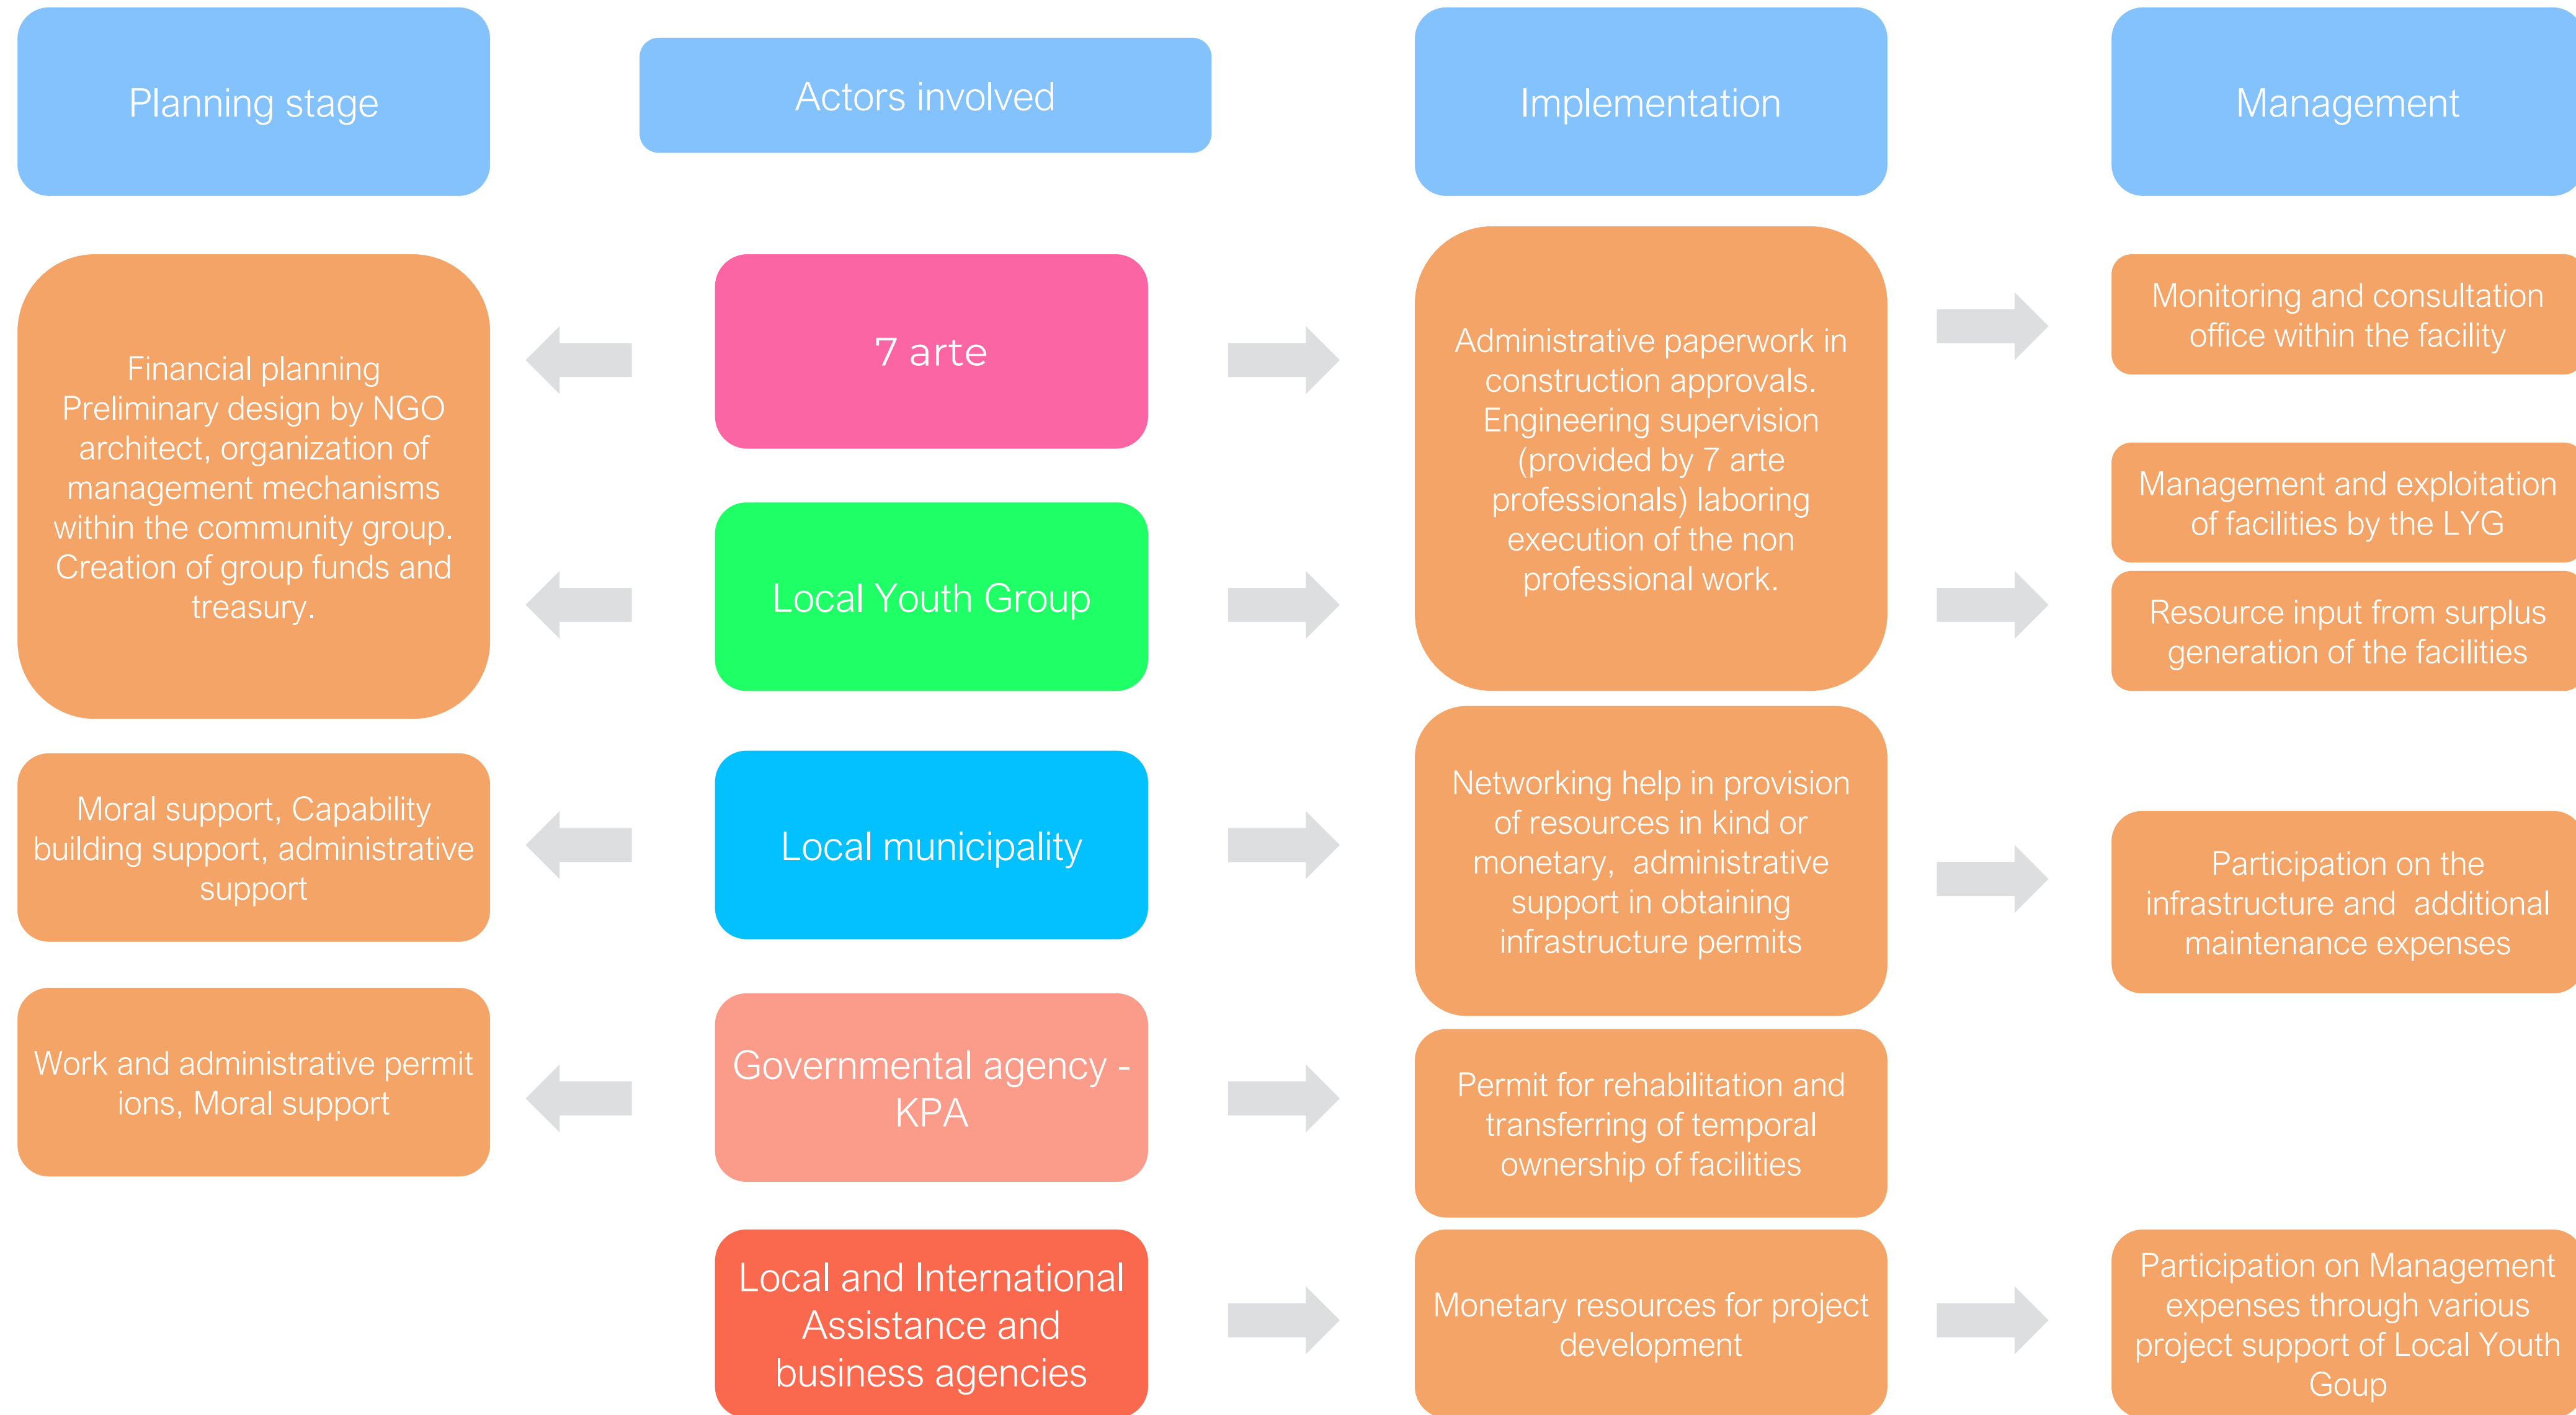 Planning stage
Actors involved
Implementation
Management
Financial planning
Preliminary design by NGO
architect, organization of
management mechanisms
within the community group.
Creation of group funds and
treasury.
7 arte
Administrative paperwork in
construction approvals.
Engineering supervision
(provided by 7 arte
professionals) laboring
execution of the non
professional work.
Monitoring and consultation
office within the facility
Local Youth Group
Management and exploitation
of facilities by the LYG
Resource input from surplus
generation of the facilities
Moral support, Capability
building support, administrative
support
Local municipality
Networking help in provision
of resources in kind or
monetary,  administrative
support in obtaining
infrastructure permits
Participation on the
infrastructure and  additional
maintenance expenses
Work and administrative permit
ions, Moral support
Governmental agency -
KPA
Permit for rehabilitation and
transferring of temporal
ownership of facilities
Local and International
Assistance and
business agencies
Monetary resources for project
development
Participation on Management
expenses through various
project support of Local Youth
Goup